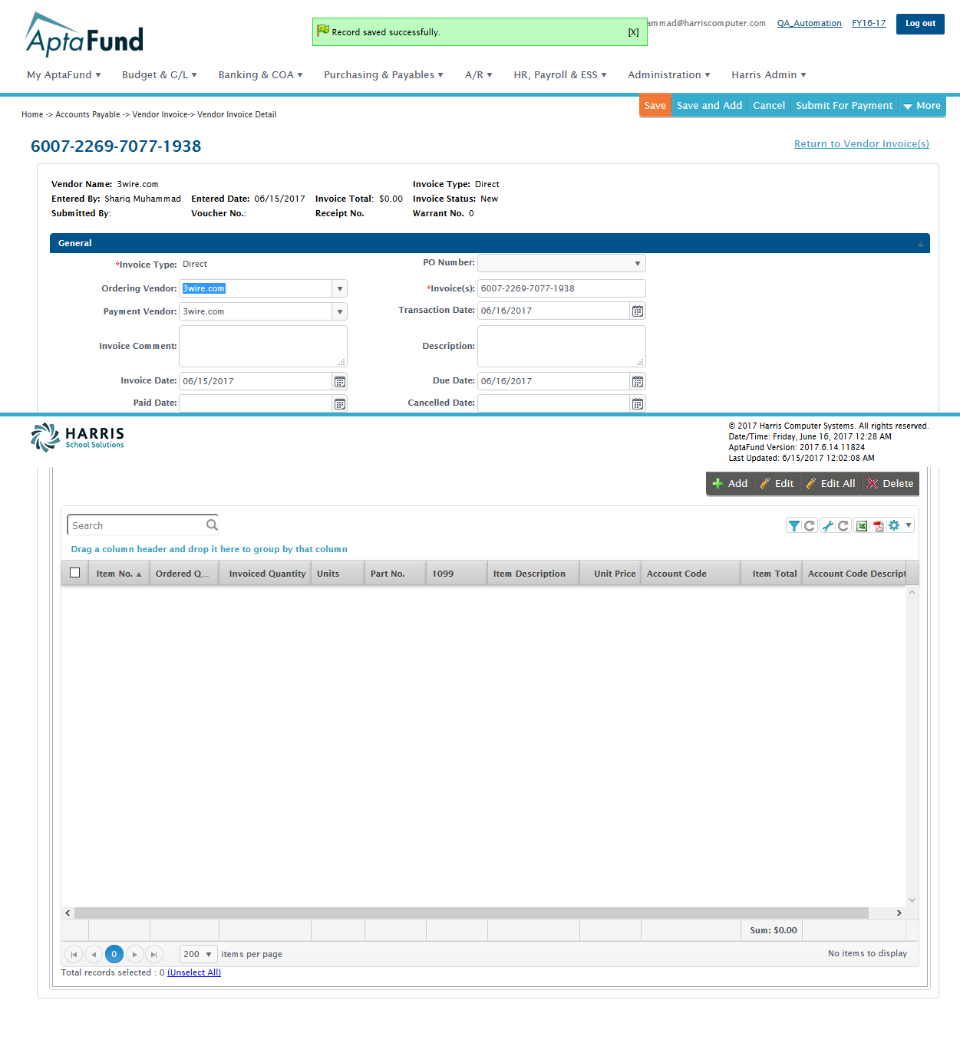 AptaFund
Record saved successfully. [X]
ammad@harriscomputer.com QA_Automation FY16-17 Log out
My AptaFund Budget & G/L Banking & COA Purchasing & Payables A/R HR, Payroll & ESS Administration Harris Admin
Save Save and Add Cancel Submit For Payment More
Home -> Accounts Payable -> Vendor Invoice-> Vendor Invoice Detail
6007-2269-7077-1938
Return to Vendor Invoice(s)
Vendor Name: 3wire.com Invoice Type: Direct
Entered By: Shariq Muhammad Entered Date: 06/15/2017 Invoice Total: $0.00 Invoice Status: New
Submitted By: Voucher No.: Receipt No. Warrant No. 0
General
*Invoice Type: Direct PO Number:
Ordering Vendor: 3wire.com *Invoice(s): 6007-2269-7077-1938
Payment Vendor: 3wire.com Transaction Date: 06/16/2017
Invoice Comment: Description:
Invoice Date: 06/15/2017 Due Date: 06/16/2017
Paid Date: Cancelled Date:
HARRIS
School Solutions
© 2017 Harris Computer Systems. All rights reserved.
Date/Time: Friday, June 16, 2017 12:28 AM
AptaFund Version: 2017.6.14.11824
Last Updated: 6/15/2017 12:02:08 AM
Add Edit Edit All Delete
Search
Drag a column header and drop it here to group by that column
Item No. Ordered Q... Invoiced Quantity Units Part No. 1099 Item Description Unit Price Account Code Item Total Account Code Descript
Sum: $0.00
0 200 items per page No items to display
Total records selected : 0 (Unselect All)